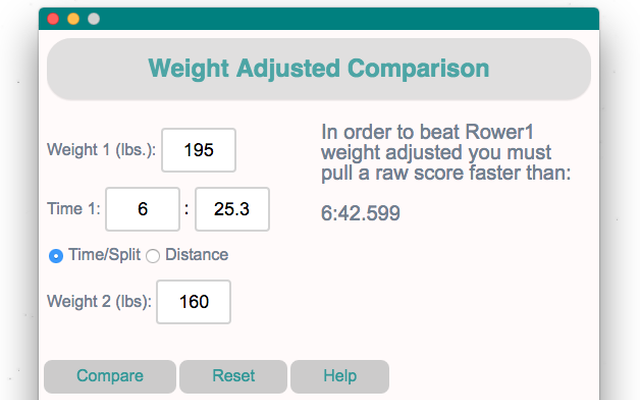 Weight Adjusted Comparison
Weight 1 (lbs.): 195
Time 1: 6 : 25.3
Time/Split Distance
Weight 2 (lbs): 160
In order to beat Rower1
weight adjusted you must
pull a raw score faster than:
6:42.599
Compare Reset Help